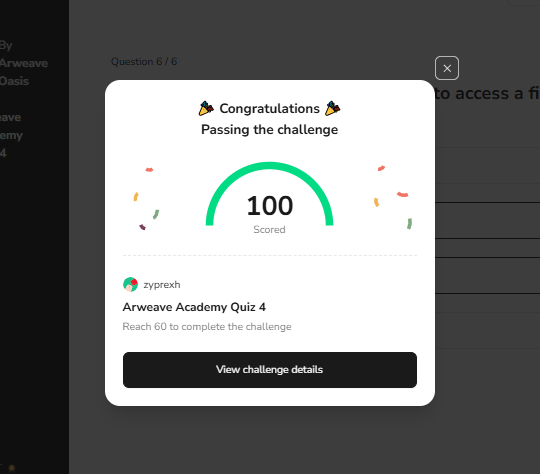 By
Arweave
Oasis
eave
emy
4
Question 6 / 6
to access a fi
Congratulations
Passing the challenge
100
Scored
zyprexh
Arweave Academy Quiz 4
Reach 60 to complete the challenge
View challenge details